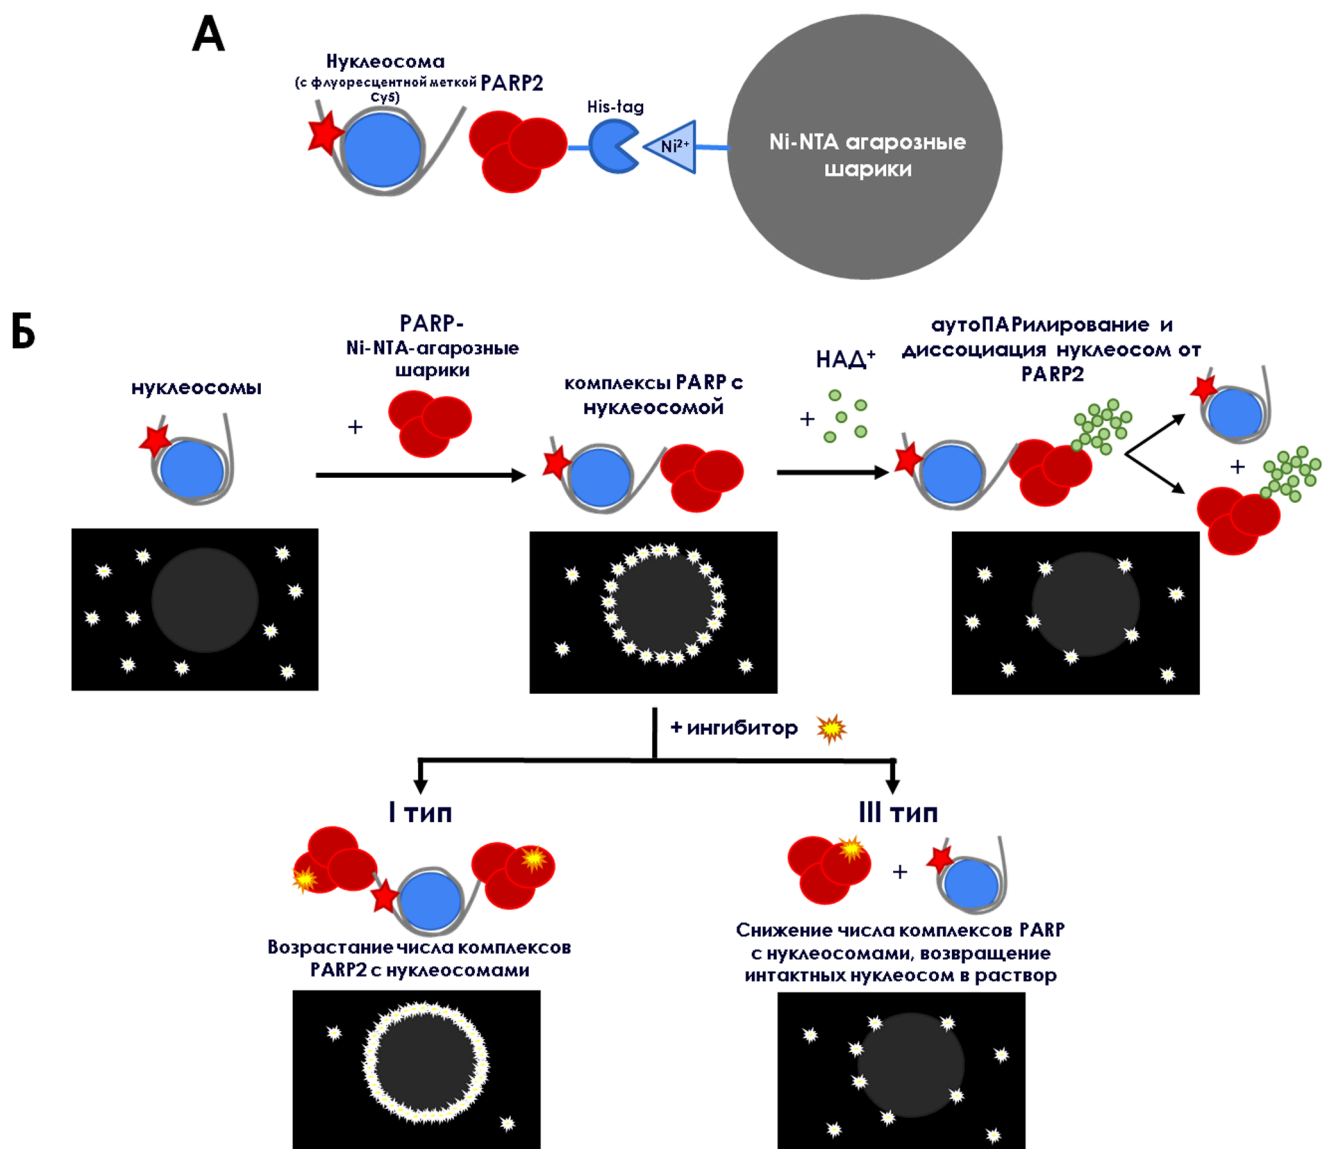 А
Нуклеосома
(с флуоресцентной меткой
Cy5)
PARP2
His-tag
Ni2+
Ni-NTA агарозные
шарики
Б
нуклеосомы
PARP-
Ni-NTA-агарозные
шарики
+
комплексы PARP с
нуклеосомой
НАД+
+
аутоПАРилирование и
диссоциация нуклеосом от
PARP2
+
+ ингибитор
I тип
III тип
+
Возрастание числа комплексов
PARP2 с нуклеосомами
Снижение числа комплексов PARP
с нуклеосомами, возвращение
интактных нуклеосом в раствор